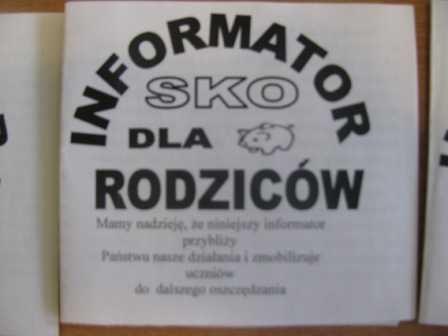 INFORMATOR
SKO
DLA
RODZICÓW
Mamy nadzieję, że niniejszy informator
przybliży
Państwu nasze działania i zmobilizuje
uczniów
do dalszego oszczędzania